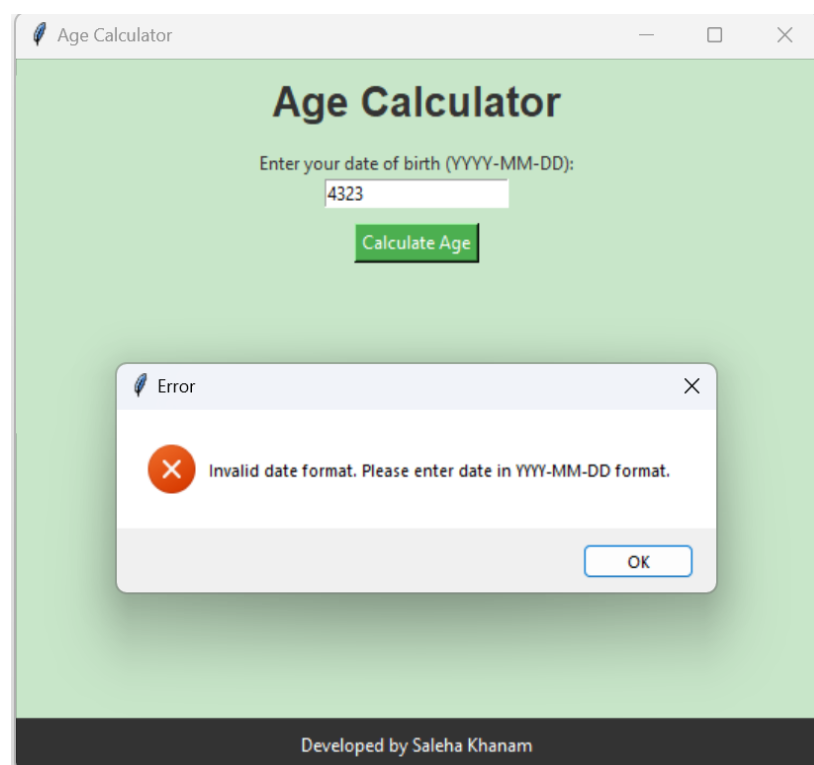 Age Calculator
Age Calculator
Enter your date of birth (YYYY-MM-DD):
4323
Calculate Age
Error
Invalid date format. Please enter date in YYYY-MM-DD format.
OK
Developed by Saleha Khanam